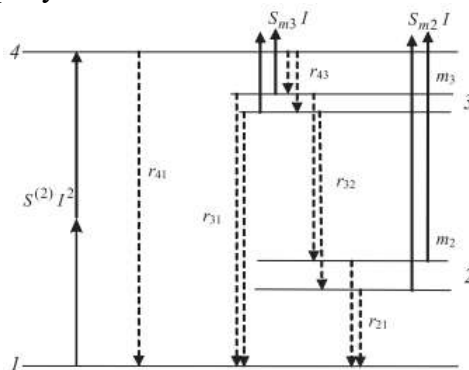 S_{m3} I
S_{m2} I
4
r_{43}
m_3
3
r_{41}
r_{32}
S^{(2)} I^2
r_{31}
m_2
2
r_{21}
1